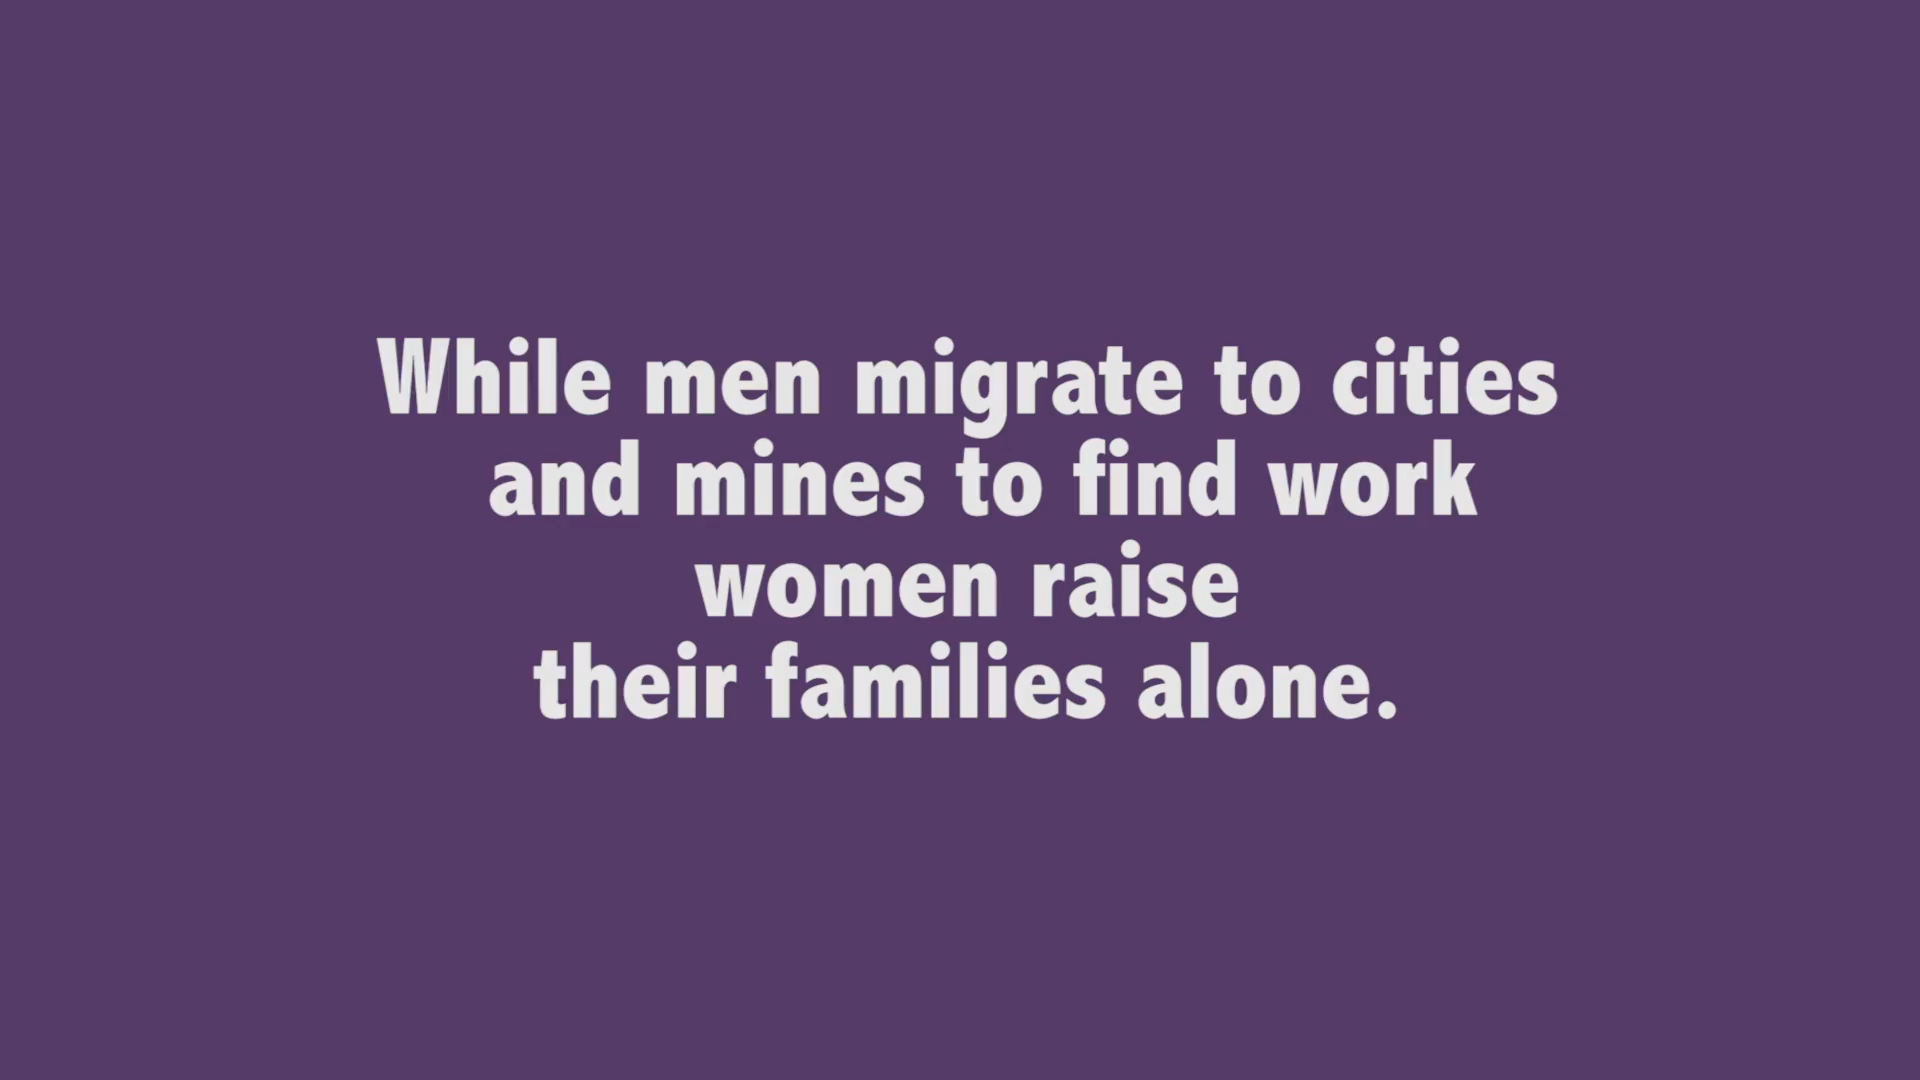 While men migrate to cities
and mines to find work
women raise
their families alone.